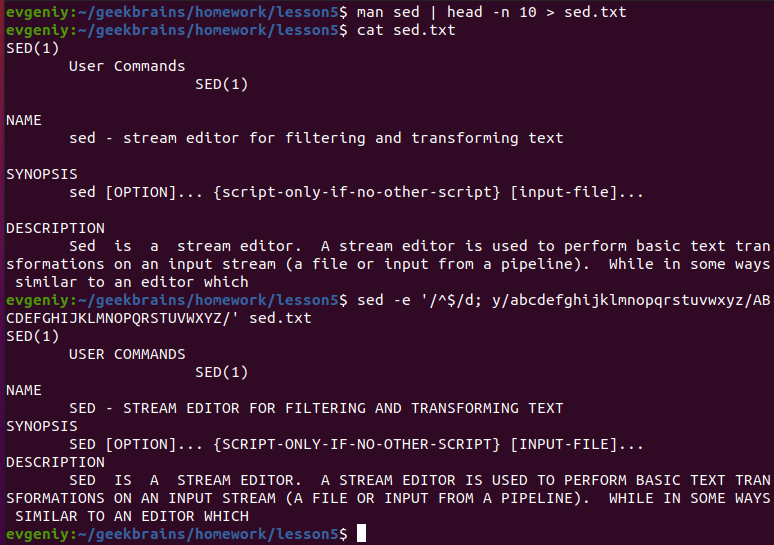 evgeniy:~/geekbrains/homework/lesson5$ man sed | head -n 10 > sed.txt
evgeniy:~/geekbrains/homework/lesson5$ cat sed.txt
SED(1)
       User Commands
                     SED(1)

NAME
       sed - stream editor for filtering and transforming text

SYNOPSIS
       sed [OPTION]... {script-only-if-no-other-script} [input-file]...

DESCRIPTION
       Sed  is  a  stream editor.  A stream editor is used to perform basic text tran
sformations on an input stream (a file or input from a pipeline).  While in some ways
 similar to an editor which
evgeniy:~/geekbrains/homework/lesson5$ sed -e '/^$/d; y/abcdefghijklmnopqrstuvwxyz/AB
CDEFGHIJKLMNOPQRSTUVWXYZ/' sed.txt
SED(1)
       USER COMMANDS
                     SED(1)
NAME
       SED - STREAM EDITOR FOR FILTERING AND TRANSFORMING TEXT
SYNOPSIS
       SED [OPTION]... {SCRIPT-ONLY-IF-NO-OTHER-SCRIPT} [INPUT-FILE]...
DESCRIPTION
       SED  IS  A  STREAM EDITOR.  A STREAM EDITOR IS USED TO PERFORM BASIC TEXT TRAN
SFORMATIONS ON AN INPUT STREAM (A FILE OR INPUT FROM A PIPELINE).  WHILE IN SOME WAYS
 SIMILAR TO AN EDITOR WHICH
evgeniy:~/geekbrains/homework/lesson5$